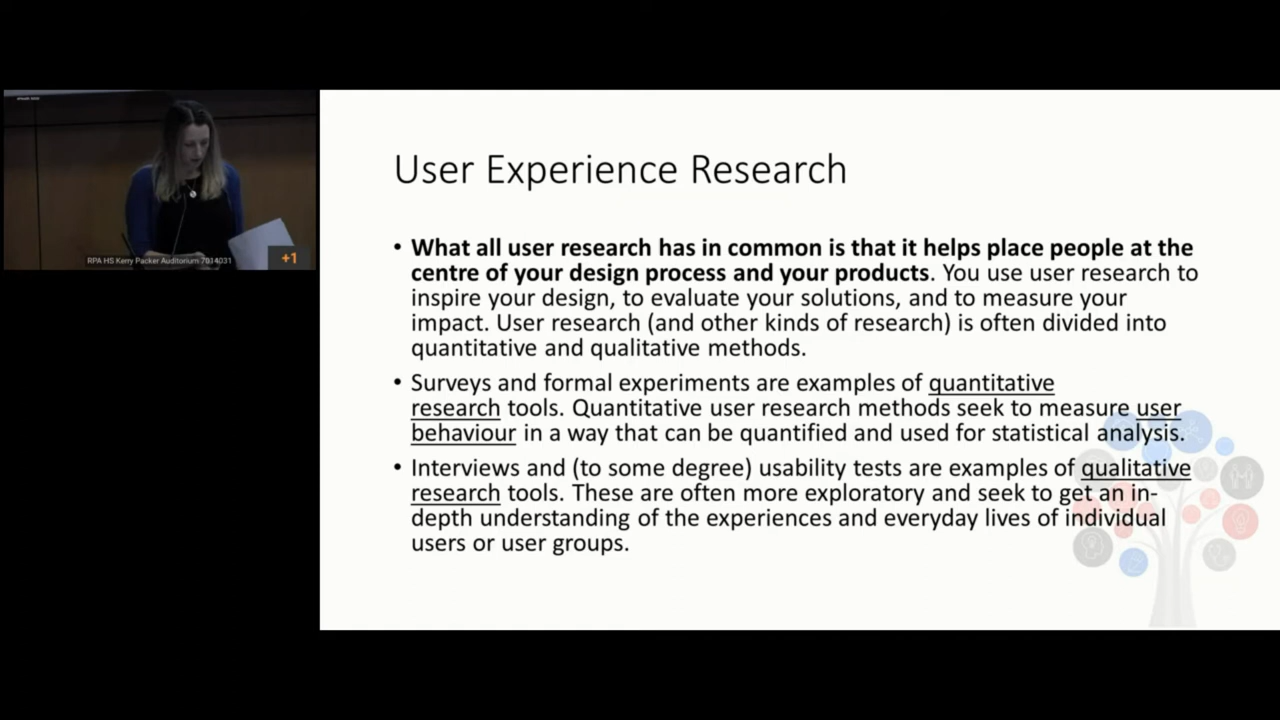 RPA HS Kerry Packer Auditorium 7014031
+1
User Experience Research
• What all user research has in common is that it helps place people at the
centre of your design process and your products. You use user research to
inspire your design, to evaluate your solutions, and to measure your
impact. User research (and other kinds of research) is often divided into
quantitative and qualitative methods.
• Surveys and formal experiments are examples of quantitative
research tools. Quantitative user research methods seek to measure user
behaviour in a way that can be quantified and used for statistical analysis.
• Interviews and (to some degree) usability tests are examples of qualitative
research tools. These are often more exploratory and seek to get an in-
depth understanding of the experiences and everyday lives of individual
users or user groups.